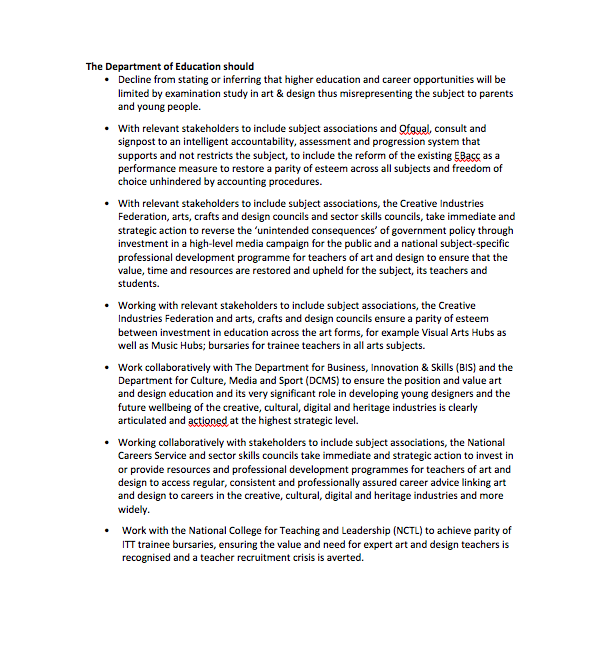 The Department of Education should
• Decline from stating or inferring that higher education and career opportunities will be
limited by examination study in art & design thus misrepresenting the subject to parents
and young people.
• With relevant stakeholders to include subject associations and Ofqual, consult and
signpost to an intelligent accountability, assessment and progression system that
supports and not restricts the subject, to include the reform of the existing EBacc as a
performance measure to restore a parity of esteem across all subjects and freedom of
choice unhindered by accounting procedures.
• With relevant stakeholders to include subject associations, the Creative Industries
Federation, arts, crafts and design councils and sector skills councils, take immediate and
strategic action to reverse the ‘unintended consequences’ of government policy through
investment in a high-level media campaign for the public and a national subject-specific
professional development programme for teachers of art and design to ensure that the
value, time and resources are restored and upheld for the subject, its teachers and
students.
• Working with relevant stakeholders to include subject associations, the Creative
Industries Federation and arts, crafts and design councils ensure a parity of esteem
between investment in education across the art forms, for example Visual Arts Hubs as
well as Music Hubs; bursaries for trainee teachers in all arts subjects.
• Work collaboratively with The Department for Business, Innovation & Skills (BIS) and the
Department for Culture, Media and Sport (DCMS) to ensure the position and value art
and design education and its very significant role in developing young designers and the
future wellbeing of the creative, cultural, digital and heritage industries is clearly
articulated and actioned at the highest strategic level.
• Working collaboratively with stakeholders to include subject associations, the National
Careers Service and sector skills councils take immediate and strategic action to invest in
or provide resources and professional development programmes for teachers of art and
design to access regular, consistent and professionally assured career advice linking art
and design to careers in the creative, cultural, digital and heritage industries and more
widely.
• Work with the National College for Teaching and Leadership (NCTL) to achieve parity of
ITT trainee bursaries, ensuring the value and need for expert art and design teachers is
recognised and a teacher recruitment crisis is averted.